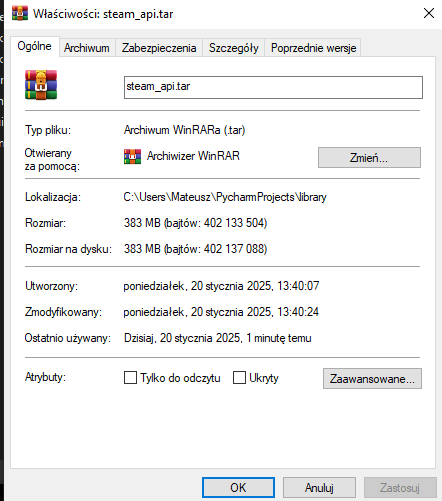 Właściwości: steam_api.tar
Ogólne Archiwum Zabezpieczenia Szczegóły Poprzednie wersje
steam_api.tar
Typ pliku: Archiwum WinRARa (.tar)
Otwierany za pomocą: Archiwizer WinRAR Zmień...
Lokalizacja: C:\Users\Mateusz\PycharmProjects\library
Rozmiar: 383 MB (bajtów: 402 133 504)
Rozmiar na dysku: 383 MB (bajtów: 402 137 088)
Utworzony: poniedziałek, 20 stycznia 2025, 13:40:07
Zmodyfikowany: poniedziałek, 20 stycznia 2025, 13:40:24
Ostatnio używany: Dzisiaj, 20 stycznia 2025, 1 minutę temu
Atrybuty: Tylko do odczytu Ukryty Zaawansowane...
OK Anuluj Zastosuj